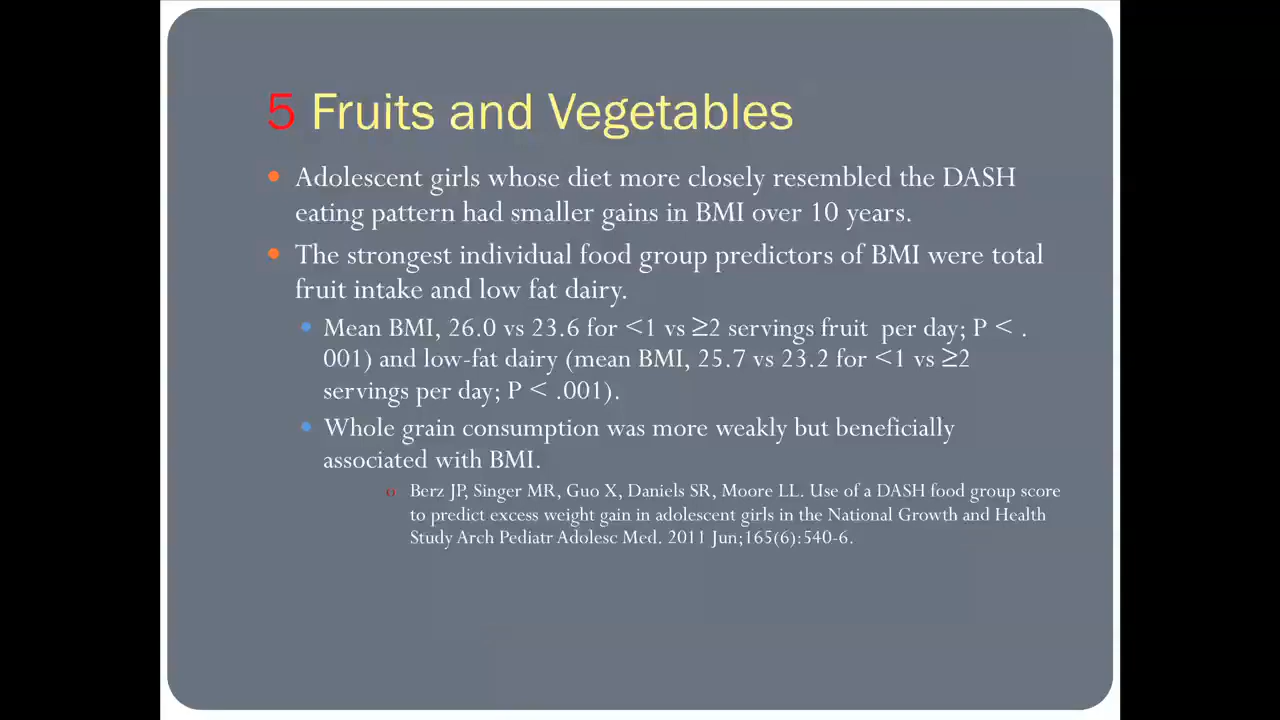 5 Fruits and Vegetables
• Adolescent girls whose diet more closely resembled the DASH
eating pattern had smaller gains in BMI over 10 years.
• The strongest individual food group predictors of BMI were total
fruit intake and low fat dairy.
• Mean BMI, 26.0 vs 23.6 for <1 vs ≥2 servings fruit per day; P < .
001) and low-fat dairy (mean BMI, 25.7 vs 23.2 for <1 vs ≥2
servings per day; P < .001).
• Whole grain consumption was more weakly but beneficially
associated with BMI.
o Berz JP, Singer MR, Guo X, Daniels SR, Moore LL. Use of a DASH food group score
to predict excess weight gain in adolescent girls in the National Growth and Health
Study Arch Pediatr Adolesc Med. 2011 Jun;165(6):540-6.